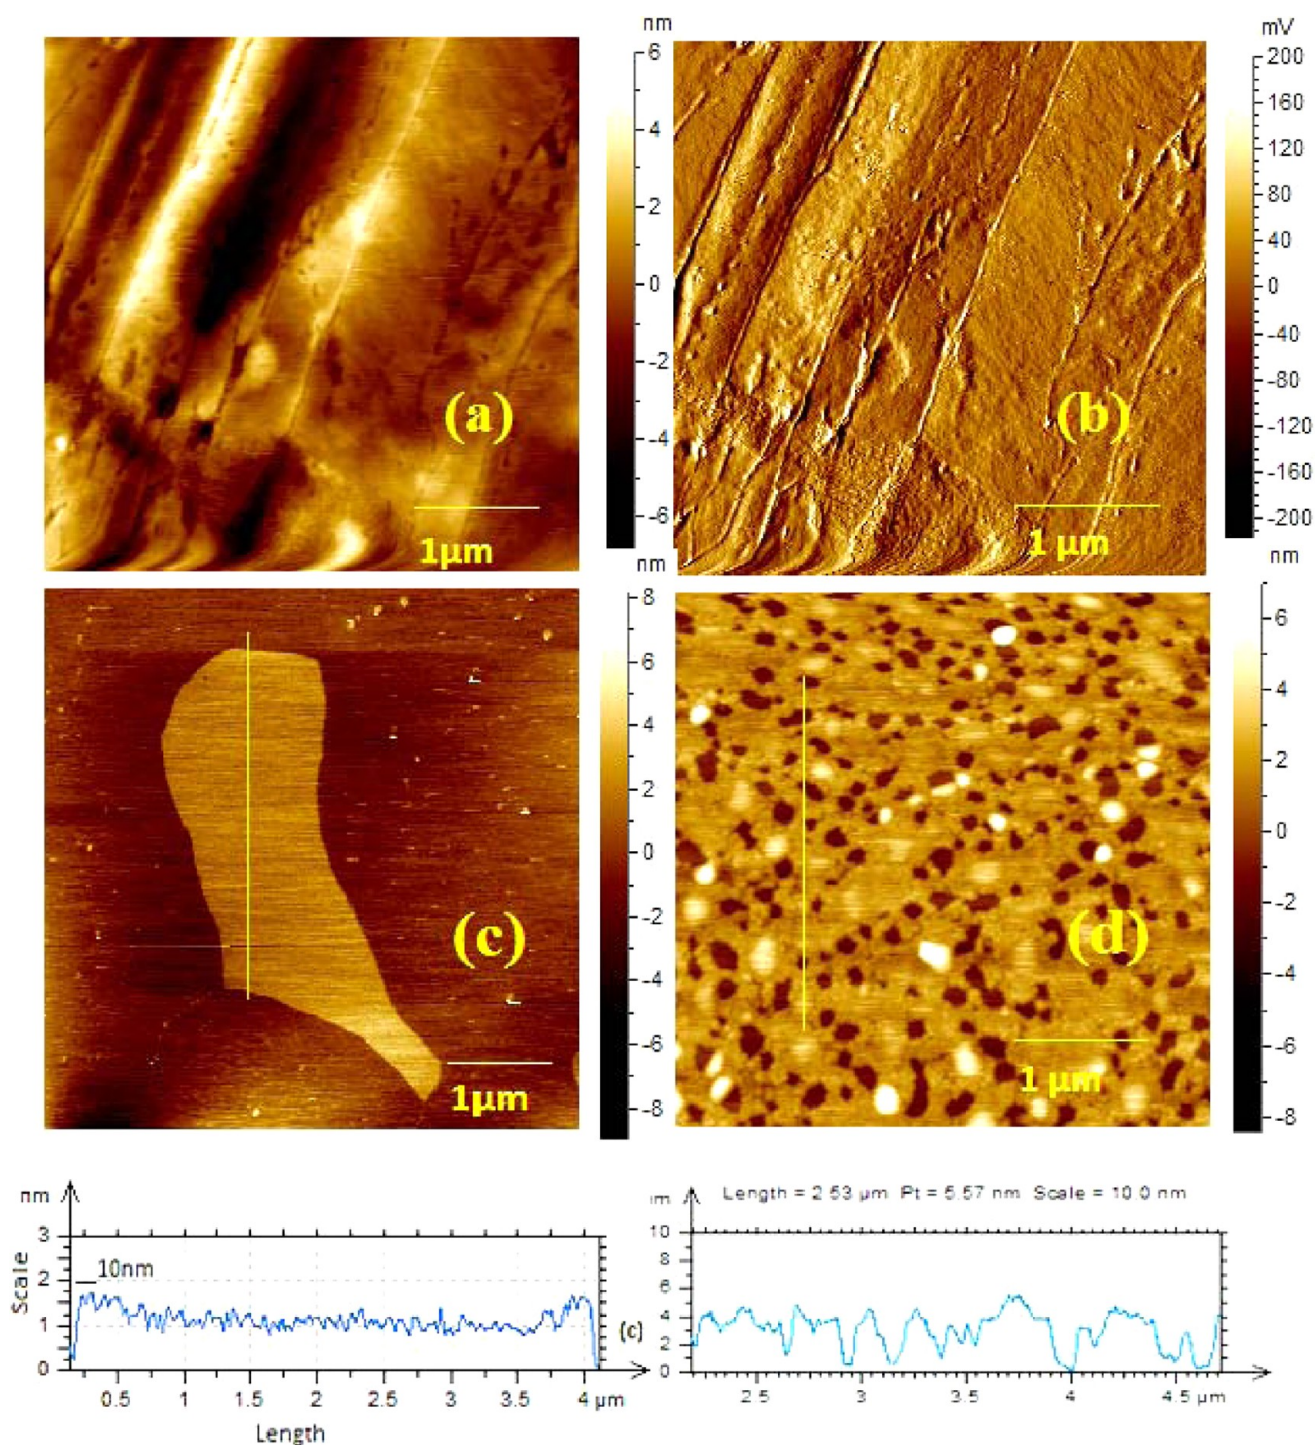 nm
6
4
2
0
-2
-4
-6
(a)
1µm
mV
200
160
120
80
40
0
-40
-80
-120
-160
-200
(b)
1 µm
nm
8
6
4
2
0
-2
-4
-6
-8
(c)
1µm
nm
6
4
2
0
-2
-4
-6
-8
(d)
1 µm
nm
Scale
3
2
1
0
10nm
0.5 1 1.5 2 2.5 3 3.5 4 µm
Length
(c)
Length = 2.53 µm Pt = 5.57 nm Scale = 10.0 nm
10
8
6
4
2
0
2.5 3 3.5 4 4.5 µm